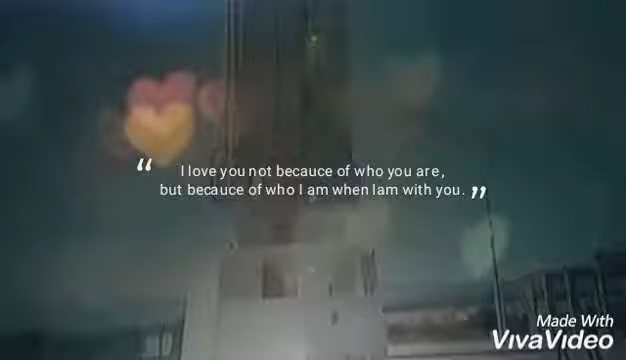 “ I love you not becauce of who you are,
but becauce of who I am when Iam with you. ”
Made With
VivaVideo